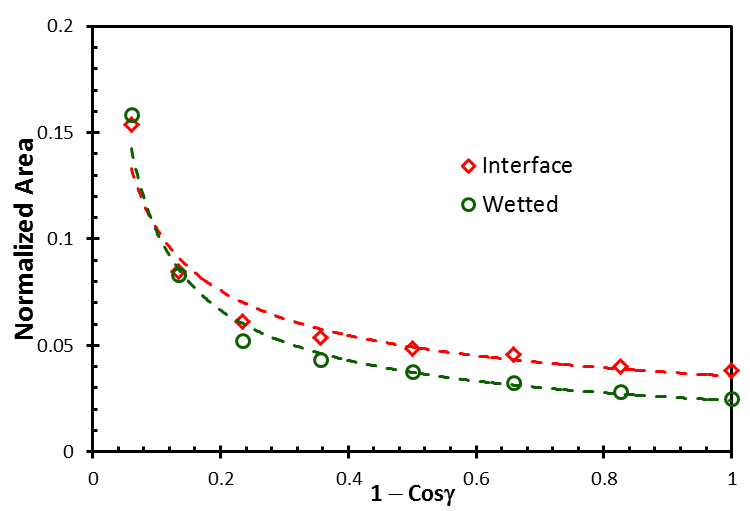 0.2
0.15
0.1
0.05
0
Normalized Area
Interface
Wetted
0 0.2 0.4 0.6 0.8 1
1 – Cosγ